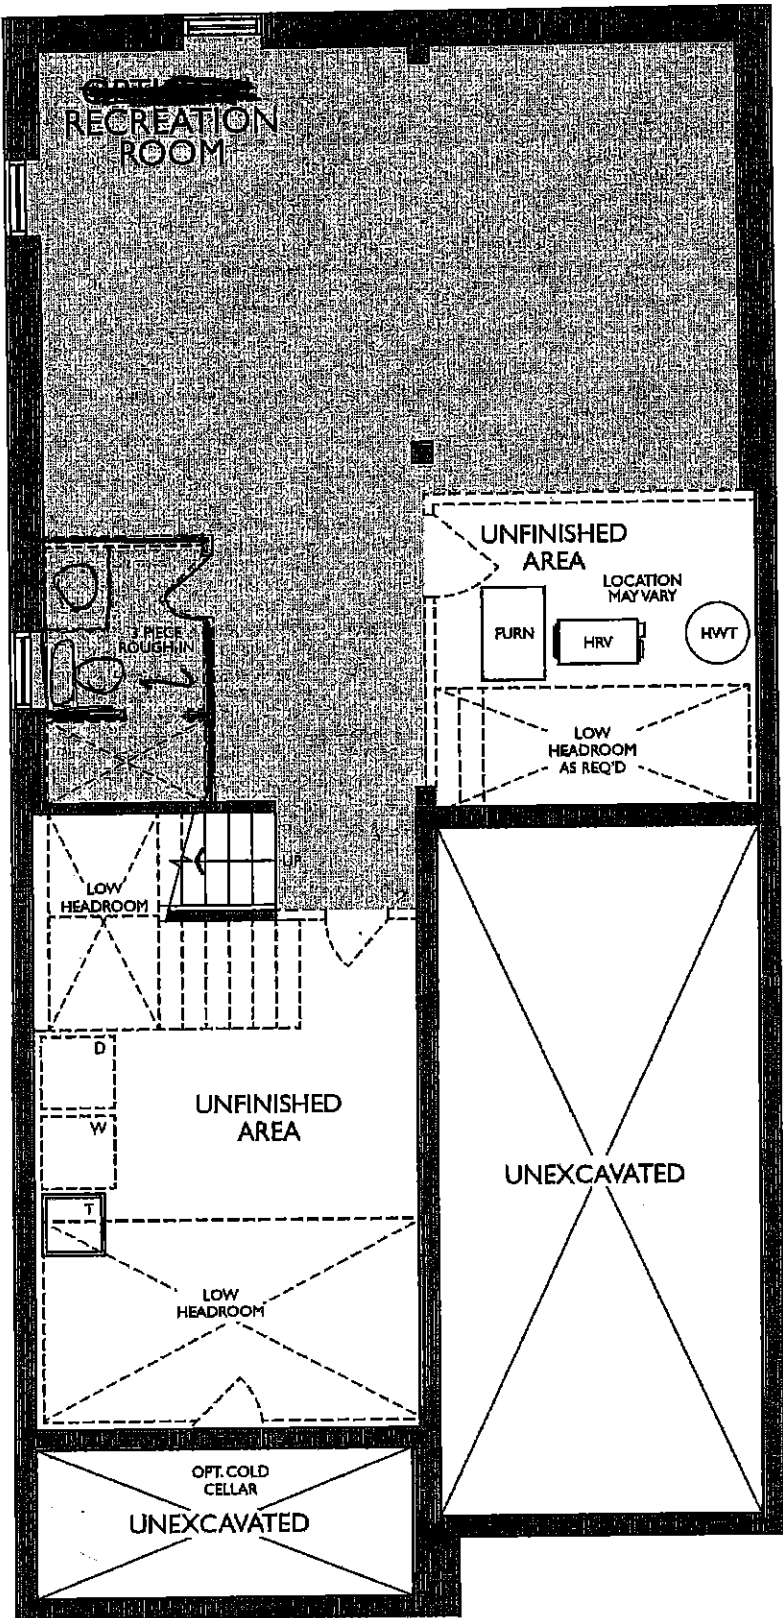 RECREATION
ROOM
UNFINISHED
AREA
LOCATION
MAY VARY
FURN
HRV
HWT
3 PIECE
ROUGH-IN
LOW
HEADROOM
AS REQ'D
UP
LOW
HEADROOM
D
W
T
UNFINISHED
AREA
UNEXCAVATED
LOW
HEADROOM
OPT. COLD
CELLAR
UNEXCAVATED